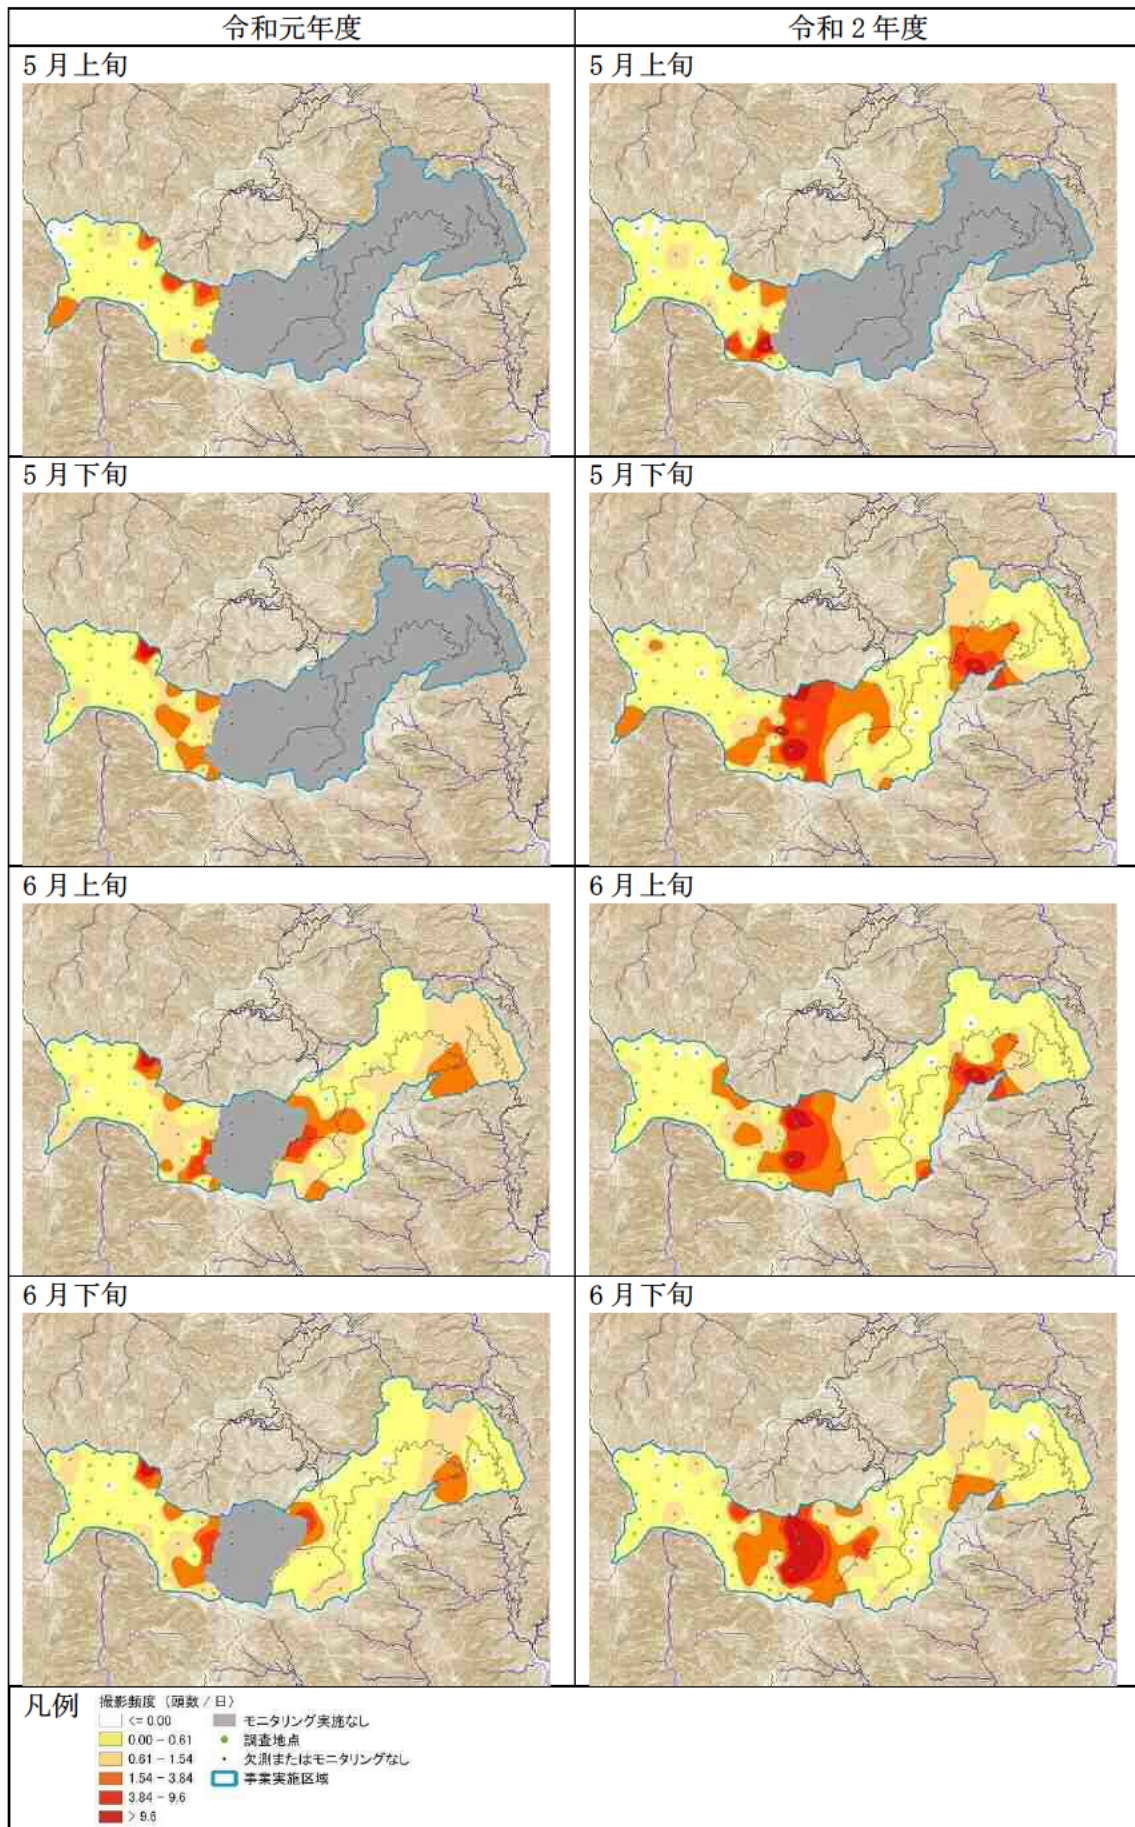 令和元年度
令和２年度
5 月上旬
5 月上旬
5 月下旬
5 月下旬
6 月上旬
6 月上旬
6 月下旬
6 月下旬
凡例
撮影頻度（頭数 / 日）
<= 0.00
0.00 - 0.61
0.61 - 1.54
1.54 - 3.84
3.84 - 9.6
> 9.6
モニタリング実施なし
調査地点
欠測またはモニタリングなし
事業実施区域